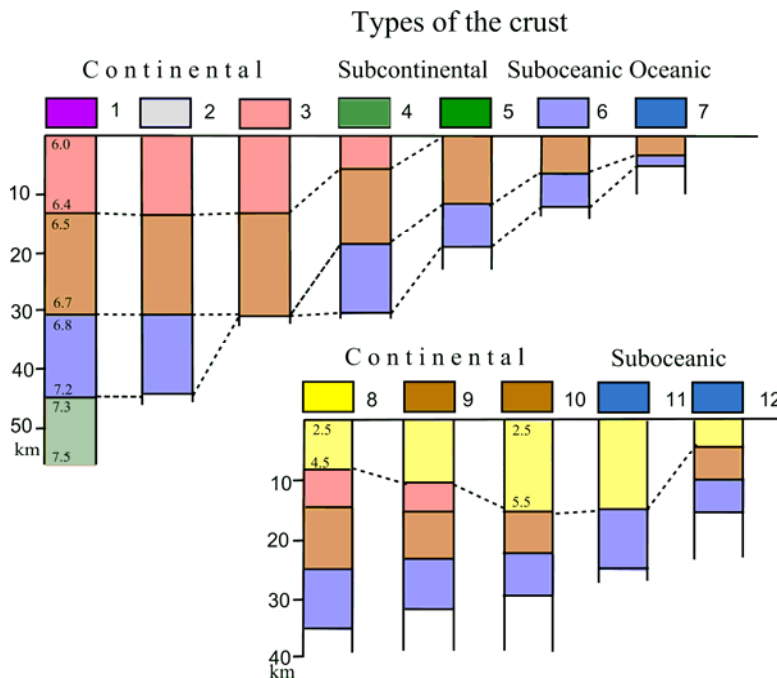 Types of the crust
Continental Subcontinental Suboceanic Oceanic
1 2 3 4 5 6 7
6.0
10
6.4
6.5
20
6.7
30
6.8
40
7.2
7.3
50
km
7.5
Continental Suboceanic
8 9 10 11 12
2.5 2.5
4.5
10
5.5
20
30
40
km